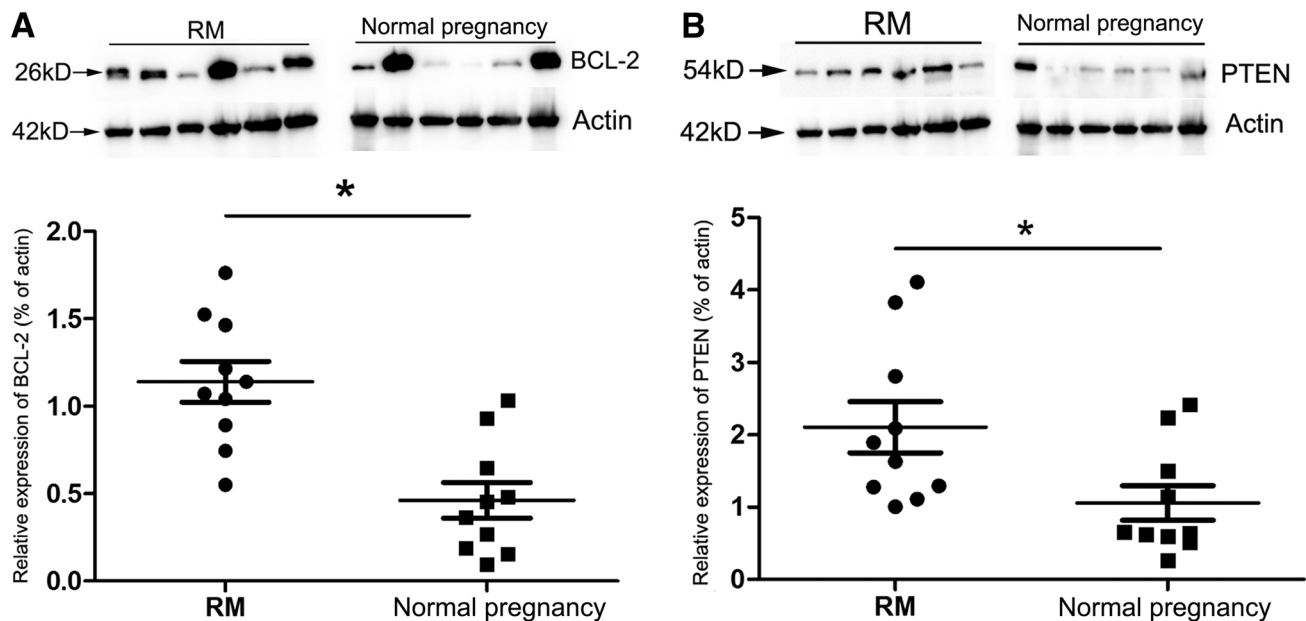 A
RM
Normal pregnancy
26kD
BCL-2
42kD
Actin
*
Relative expression of BCL-2 (% of actin)
2.0
1.5
1.0
0.5
0.0
RM
Normal pregnancy
B
RM
Normal pregnancy
54kD
PTEN
42kD
Actin
*
Relative expression of PTEN (% of actin)
5
4
3
2
1
0
RM
Normal pregnancy